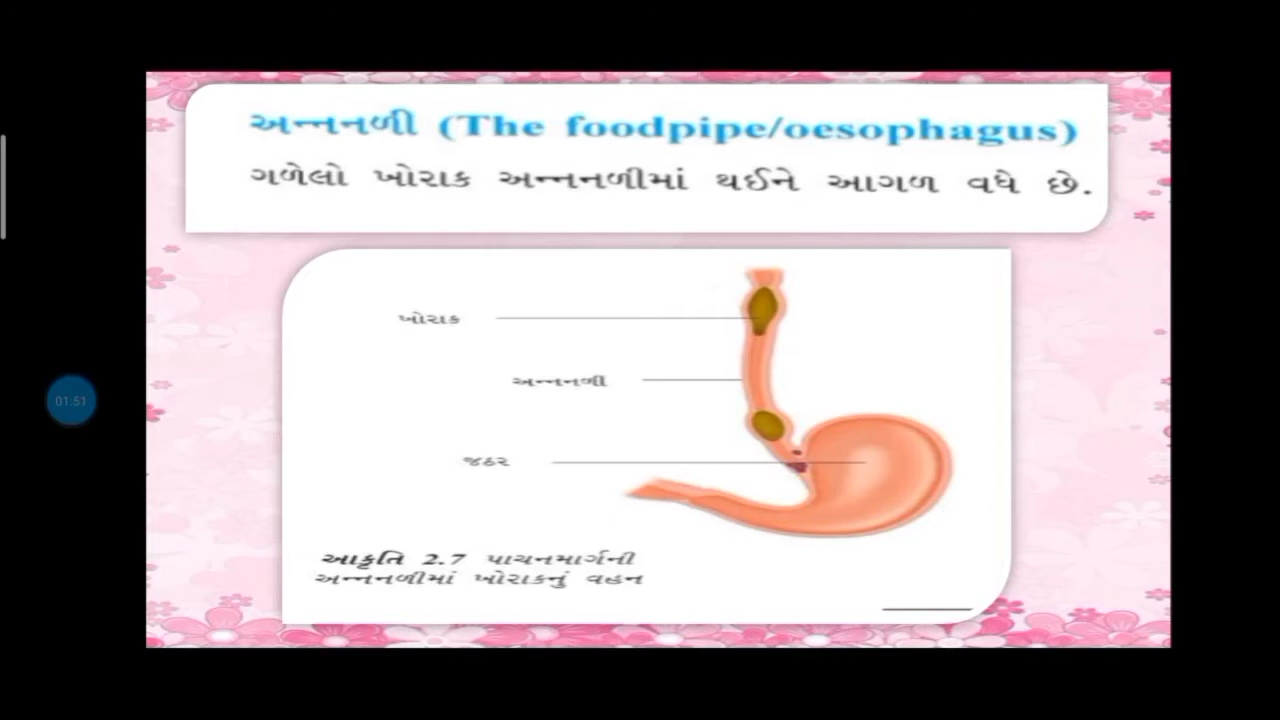 અન્નનળી (The foodpipe/oesophagus)
ગળેલો ખોરાક અન્નનળીમાં થઈને આગળ વધે છે.
ખોરાક
અન્નનળી
01:51
જઠર
આકૃતિ 2.7 પાચનમાર્ગની
અન્નનળીમાં ખોરાકનું વહન